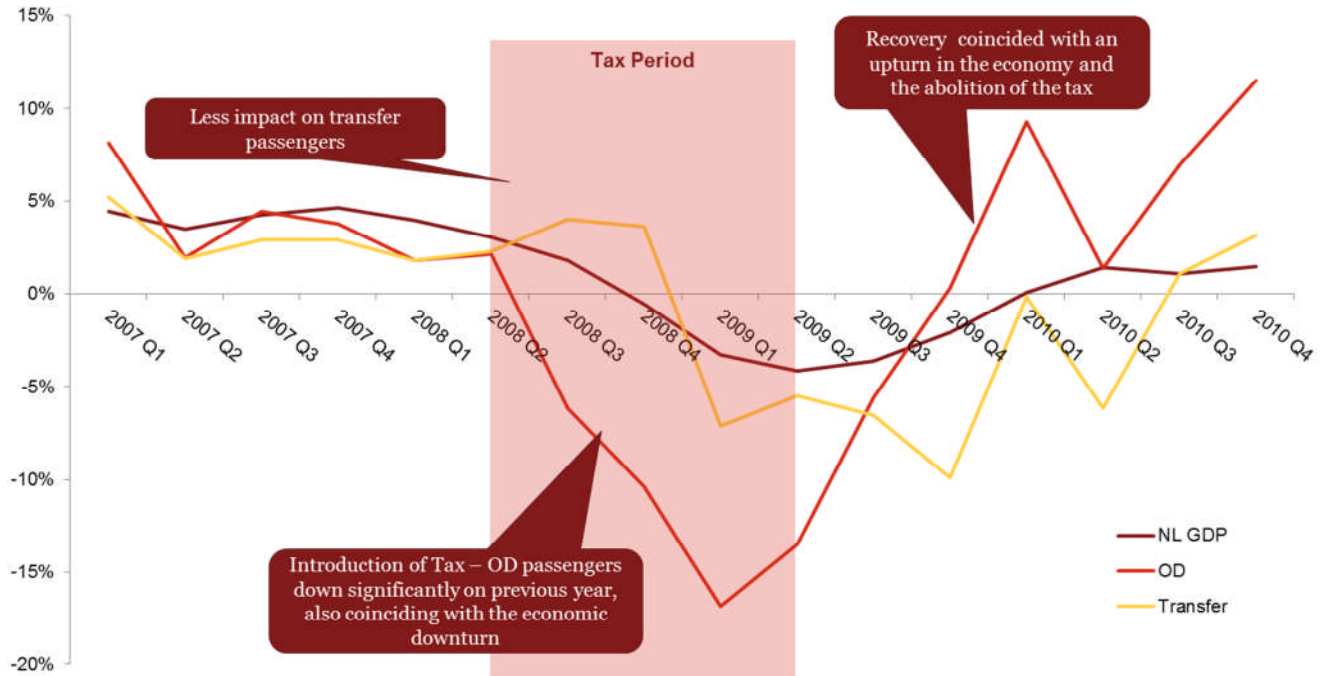 15%
10%
5%
0%
-5%
-10%
-15%
-20%
Tax Period
Less impact on transfer
passengers
Recovery coincided with an
upturn in the economy and
the abolition of the tax
Introduction of Tax – OD passengers
down significantly on previous year,
also coinciding with the economic
downturn
2007 Q1
2007 Q2
2007 Q3
2007 Q4
2008 Q1
2008 Q2
2008 Q3
2008 Q4
2009 Q1
2009 Q2
2009 Q3
2009 Q4
2010 Q1
2010 Q2
2010 Q3
2010 Q4
NL GDP
OD
Transfer